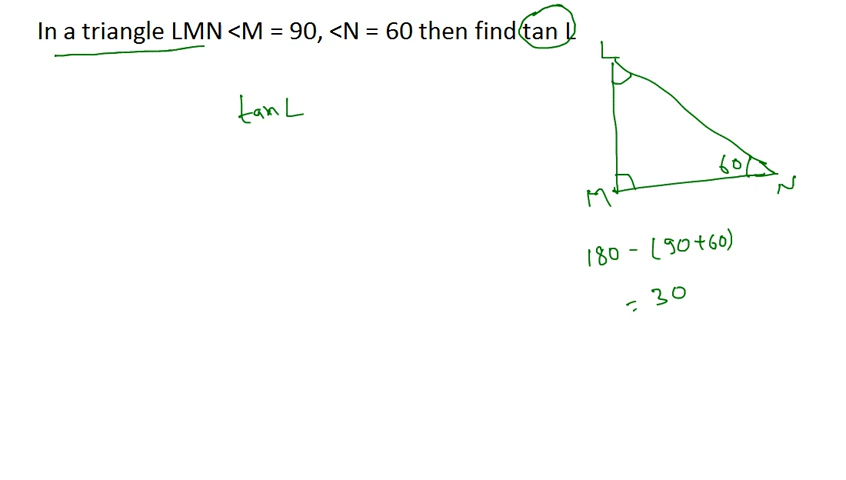 In a triangle LMN <M = 90, <N = 60 then find tan L
L
tan L
60
M
N
180 - (90+60)
= 30